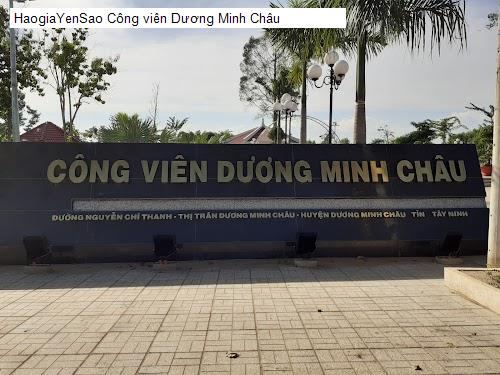 HaogiaYenSao Công viên Dương Minh Châu
CÔNG VIÊN DƯƠNG MINH CHÂU
ĐƯỜNG NGUYỄN CHÍ THANH - THỊ TRẤN DƯƠNG MINH CHÂU - HUYỆN DƯƠNG MINH CHÂU TỈN TÂY NINH